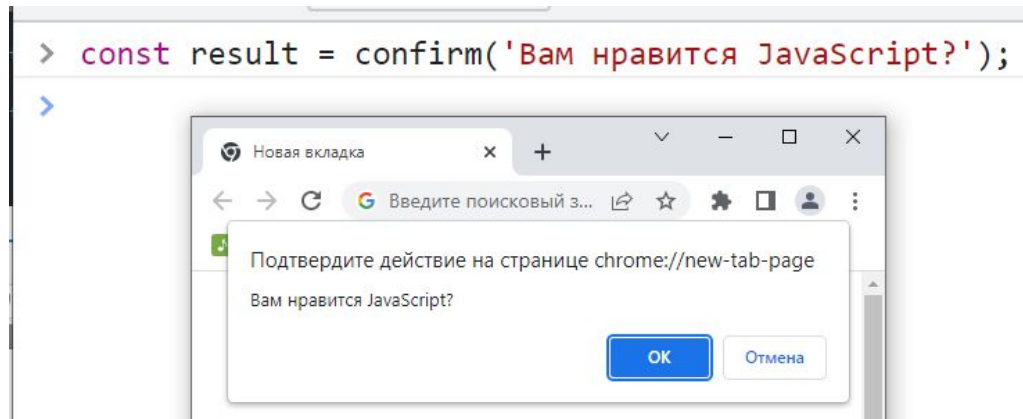 > const result = confirm('Вам нравится JavaScript?');
>
Новая вкладка
Введите поисковый з...
Подтвердите действие на странице chrome://new-tab-page
Вам нравится JavaScript?
ОК Отмена